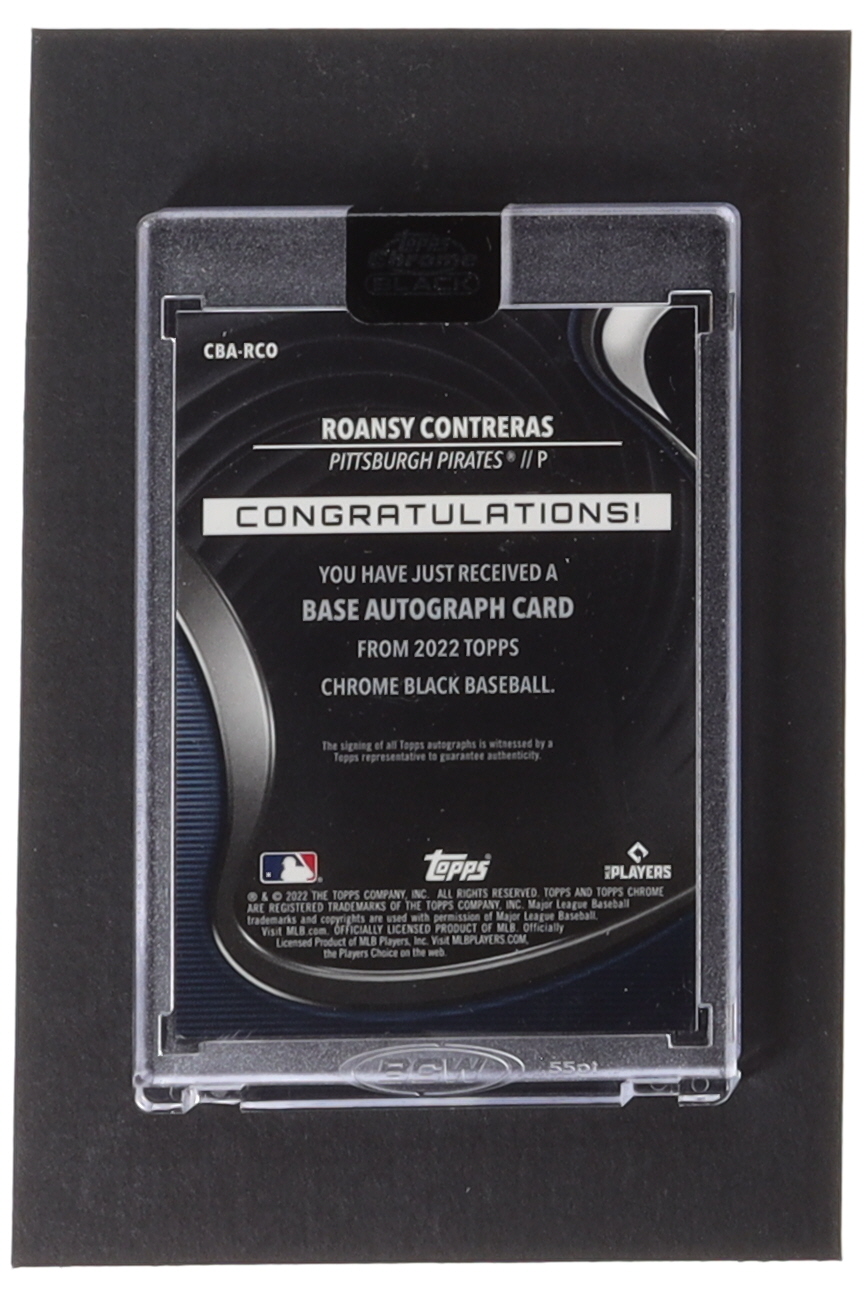 Topps
Chrome
BLACK
CBA-RCO
ROANSY CONTRERAS
PITTSBURGH PIRATES® // P
CONGRATULATIONS!
YOU HAVE JUST RECEIVED A
BASE AUTOGRAPH CARD
FROM 2022 TOPPS
CHROME BLACK BASEBALL.
The signing of all Topps autographs is witnessed by a
Topps representative to guarantee authenticity.
topps®
MLB PLAYERS
® & © 2022 THE TOPPS COMPANY, INC. ALL RIGHTS RESERVED. TOPPS AND TOPPS CHROME
ARE REGISTERED TRADEMARKS OF THE TOPPS COMPANY, INC. Major League Baseball
trademarks and copyrights are used with permission of Major League Baseball.
Visit MLB.com. OFFICIALLY LICENSED PRODUCT OF MLB. Officially
Licensed Product of MLB Players, Inc. Visit MLBPLAYERS.COM,
the Players Choice on the web.
BCW 55pt